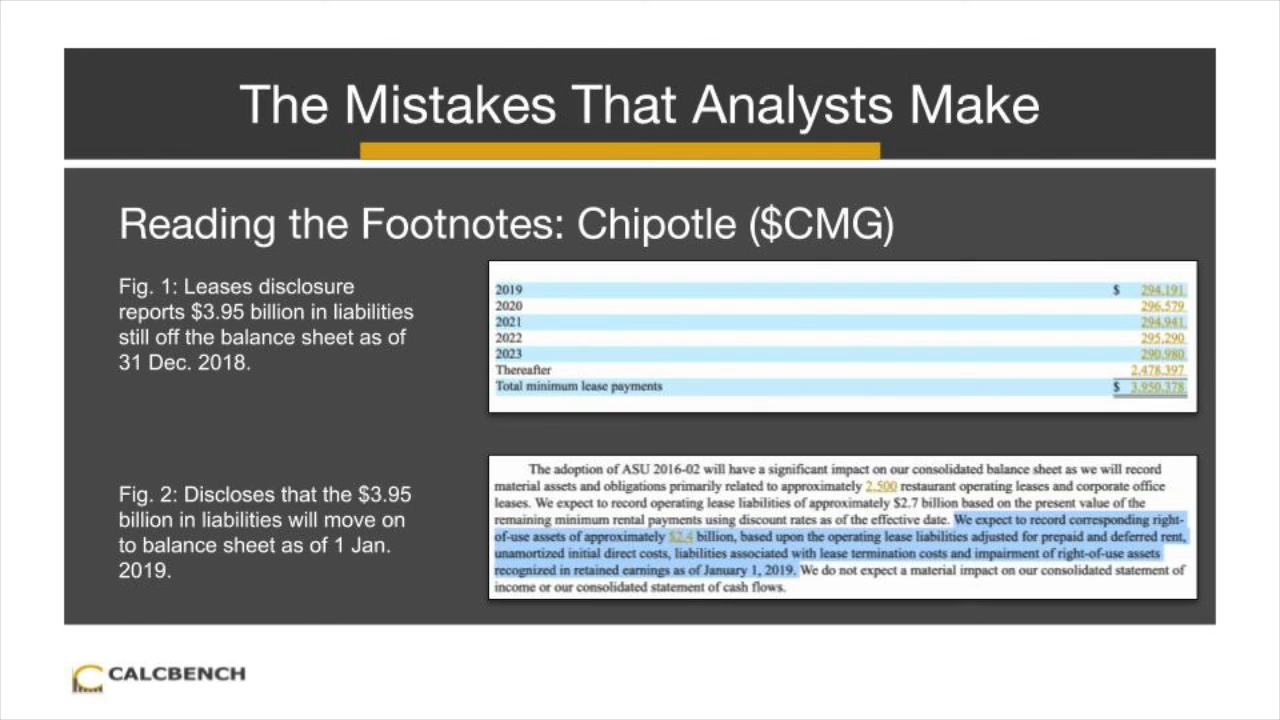 The Mistakes That Analysts Make
Reading the Footnotes: Chipotle ($CMG)
Fig. 1: Leases disclosure
reports $3.95 billion in liabilities
still off the balance sheet as of
31 Dec. 2018.
2019 $ 294,191
2020 296,579
2021 294,941
2022 295,290
2023 290,980
Thereafter 2,478,397
Total minimum lease payments $ 3,950,378
Fig. 2: Discloses that the $3.95
billion in liabilities will move on
to balance sheet as of 1 Jan.
2019.
The adoption of ASU 2016-02 will have a significant impact on our consolidated balance sheet as we will record
material assets and obligations primarily related to approximately 2,500 restaurant operating leases and corporate office
leases. We expect to record operating lease liabilities of approximately $2.7 billion based on the present value of the
remaining minimum rental payments using discount rates as of the effective date. We expect to record corresponding right-
of-use assets of approximately $2.4 billion, based upon the operating lease liabilities adjusted for prepaid and deferred rent,
unamortized initial direct costs, liabilities associated with lease termination costs and impairment of right-of-use assets
recognized in retained earnings as of January 1, 2019. We do not expect a material impact on our consolidated statement of
income or our consolidated statement of cash flows.
CALCBENCH